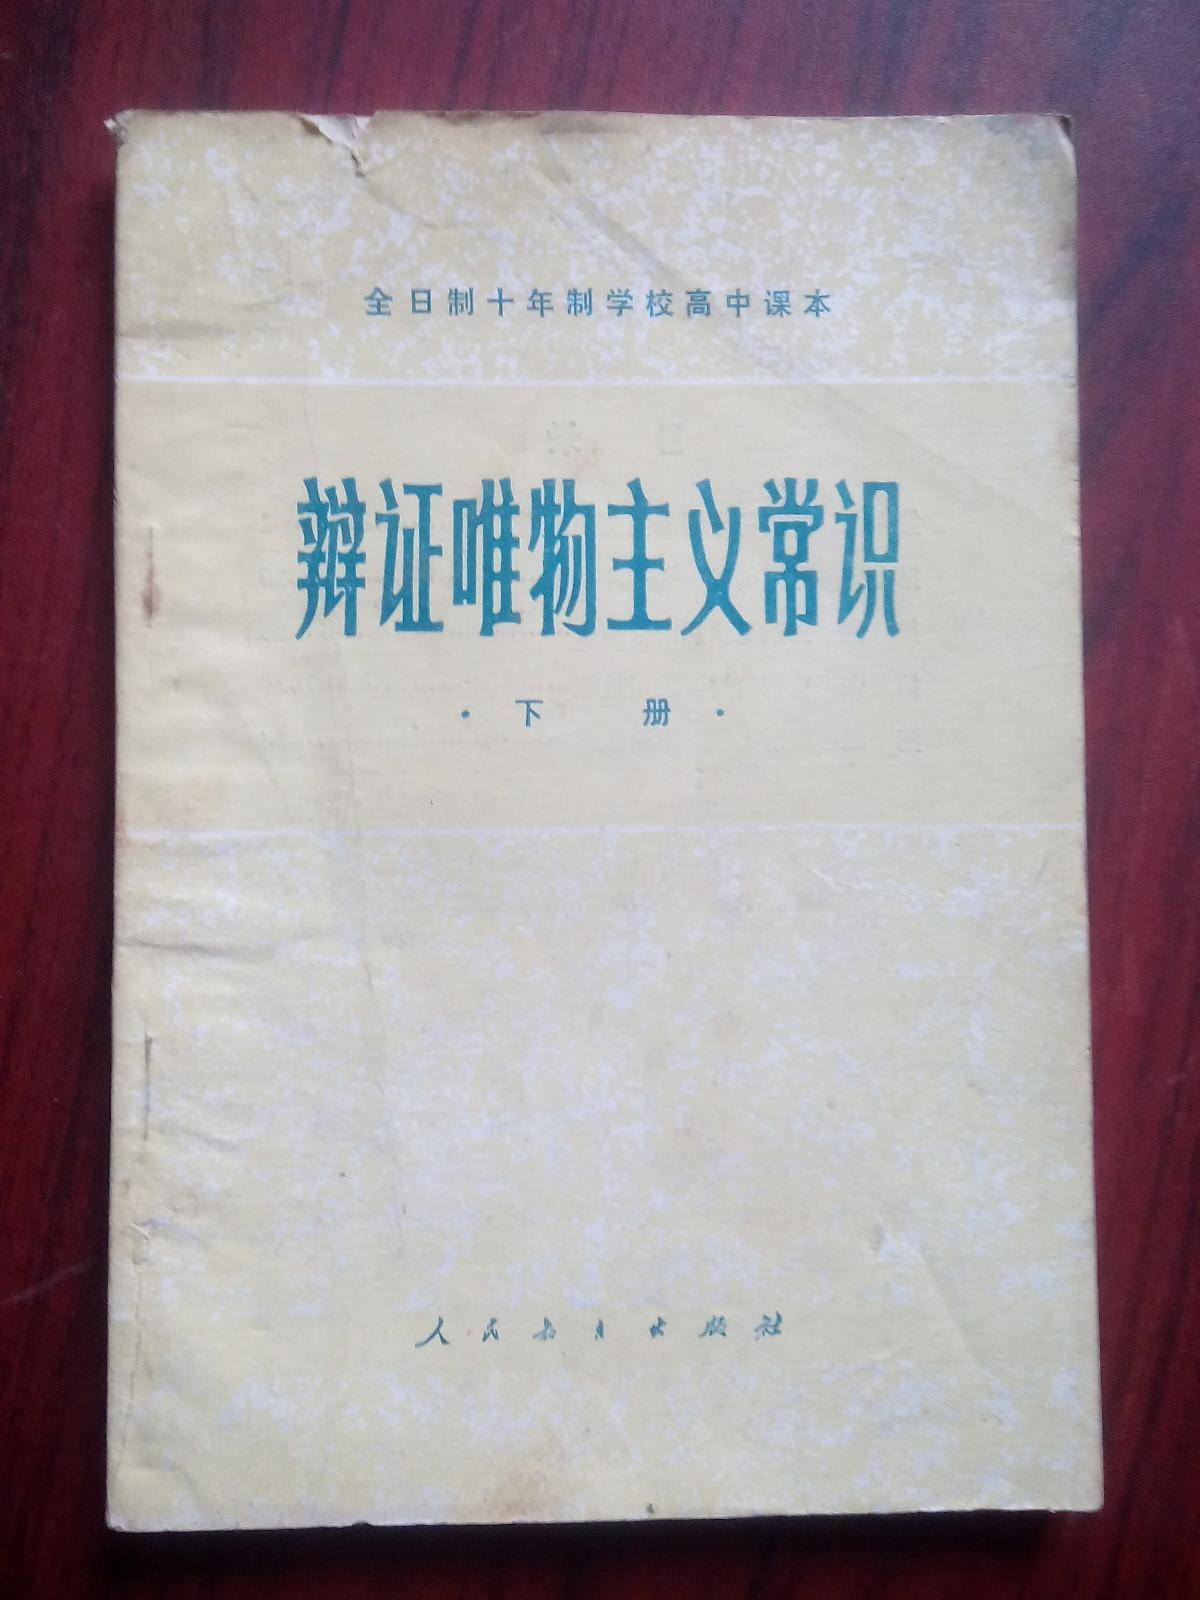 全日制十年制学校高中课本
辩证唯物主义常识
·下 册·
人民教育出版社